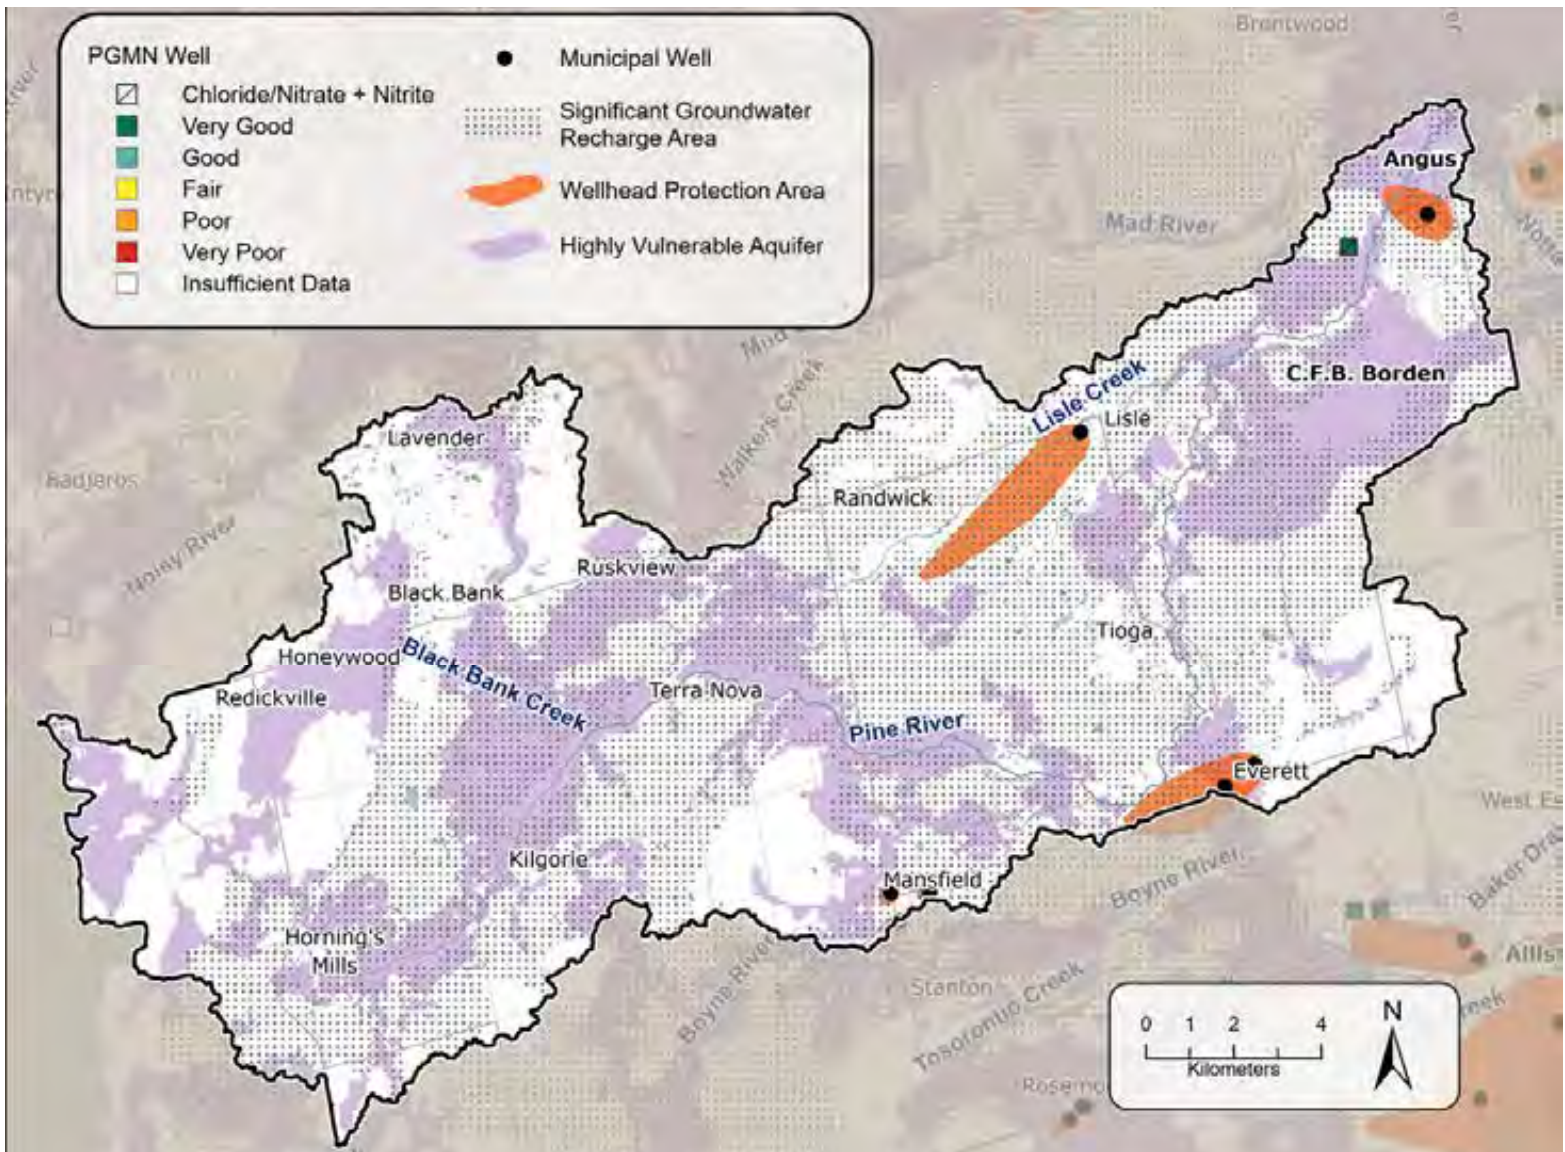 PGMN Well
Chloride/Nitrate + Nitrite
Very Good
Good
Fair
Poor
Very Poor
Insufficient Data
Municipal Well
Significant Groundwater
Recharge Area
Wellhead Protection Area
Highly Vulnerable Aquifer
Brentwood
Angus
Mad River
C.F.B. Borden
Lisle Creek
Lisle
Walkers Creek
Lavender
Badjeros
Randwick
Noisy River
Ruskview
Black Bank
Tioga
Honeywood
Black Bank Creek
Redickville
Terra Nova
Pine River
Everett
West
Kilgorie
Mansfield
Boyne River
Baker
Horning's
Mills
Boyne River
Stanton
Tosorontio Creek
Creek
0 1 2 4
Kilometers
N